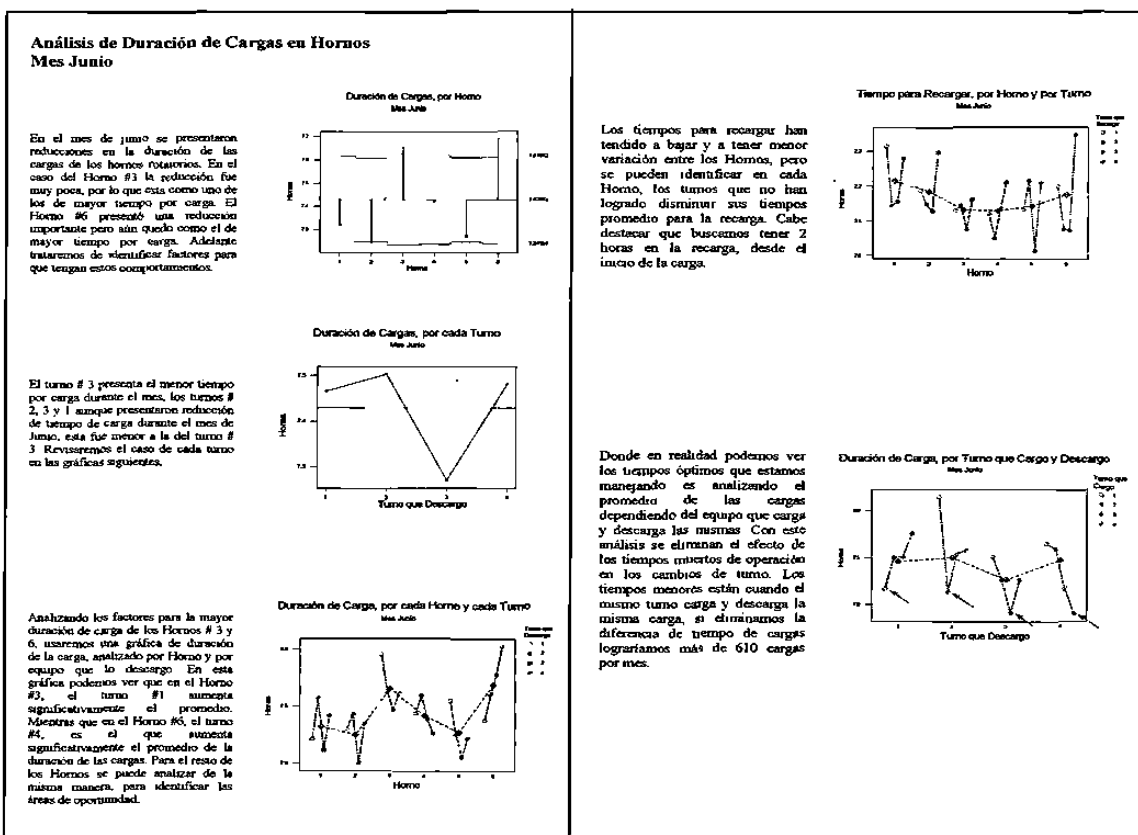 Análisis de Duración de Cargas en Hornos
Mes Junio
Duración de Cargas, por Horno
Mes Junio
En el mes de junio se presentaron
reducciones en la duración de las
cargas de los hornos rotatorios. En el
caso del Horno #3 la reducción fue
muy poca, por lo que esta como uno de
los de mayor tiempo por carga. El
Horno #6 presentó una reducción
importante pero aún quedo como el de
mayor tiempo por carga. Adelante
trataremos de identificar factores para
que tengan estos comportamientos.
Horas
Horno
Duración de Cargas, por cada Turno
Mes Junio
El turno # 3 presenta el menor tiempo
por carga durante el mes, los turnos #
2, 3 y 1 aunque presentaron reducción
de tiempo de carga durante el mes de
Junio, esta fue menor a la del turno #
3 Revisaremos el caso de cada turno
en las gráficas siguientes.
Horas
Turno que Descargo
Duración de Carga, por cada Horno y cada Turno
Mes Junio
Analizando los factores para la mayor
duración de carga de los Hornos # 3 y
6, usaremos una gráfica de duración
de la carga, analizado por Horno y por
equipo que lo descargo En esta
gráfica podemos ver que en el Horno
#3, el turno #1 aumenta
significativamente el promedio.
Mientras que en el Horno #6, el turno
#4, es el que aumenta
significativamente el promedio de la
duración de las cargas. Para el resto de
los Hornos se puede analizar de la
misma manera, para identificar las
áreas de oportunidad.
Turno que
Descargo
Horas
Horno
Tiempo para Recargar, por Horno y por Turno
Mes Junio
Los tiempos para recargar han
tendido a bajar y a tener menor
variación entre los Hornos, pero
se pueden identificar en cada
Horno, los turnos que no han
logrado disminuir sus tiempos
promedio para la recarga. Cabe
destacar que buscamos tener 2
horas en la recarga, desde el
inicio de la carga.
Turno que
Horas
Horno
Duración de Carga, por Turno que Cargo y Descargo
Mes Junio
Donde en realidad podemos ver
los tiempos óptimos que estamos
manejando es analizando el
promedio de las cargas
dependiendo del equipo que carga
y descarga las mismas Con este
análisis se eliminan el efecto de
los tiempos muertos de operación
en los cambios de turno. Los
tiempos menores están cuando el
mismo turno carga y descarga la
misma carga, si eliminamos la
diferencia de tiempo de cargas
lograríamos más de 610 cargas
por mes.
Turno que
Cargo
Horas
Turno que Descargo